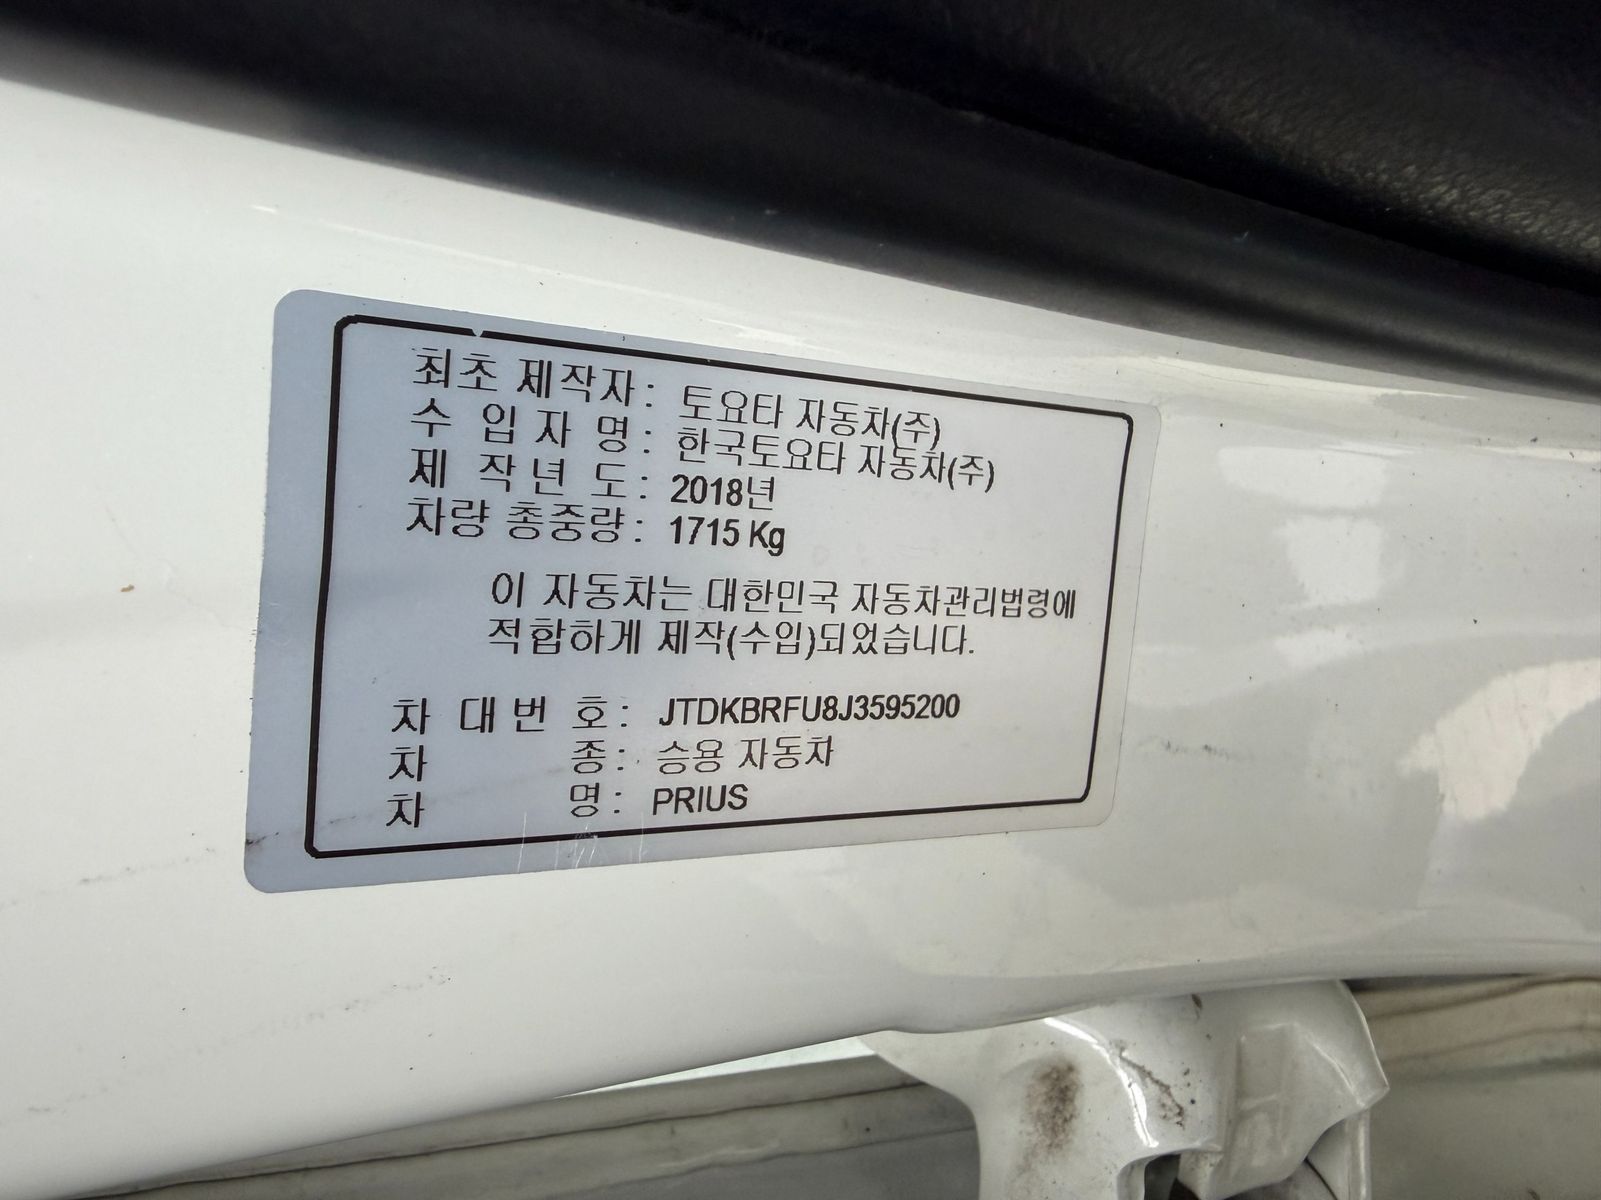 최초 제작자: 토요타 자동차(주)
수 입 자 명: 한국토요타 자동차(주)
제 작 년 도: 2018년
차량 총중량: 1715 Kg
이 자동차는 대한민국 자동차관리법령에
적합하게 제작(수입)되었습니다.
차 대 번 호: JTDKBRFU8J3595200
차 종: 승용 자동차
차 명: PRIUS